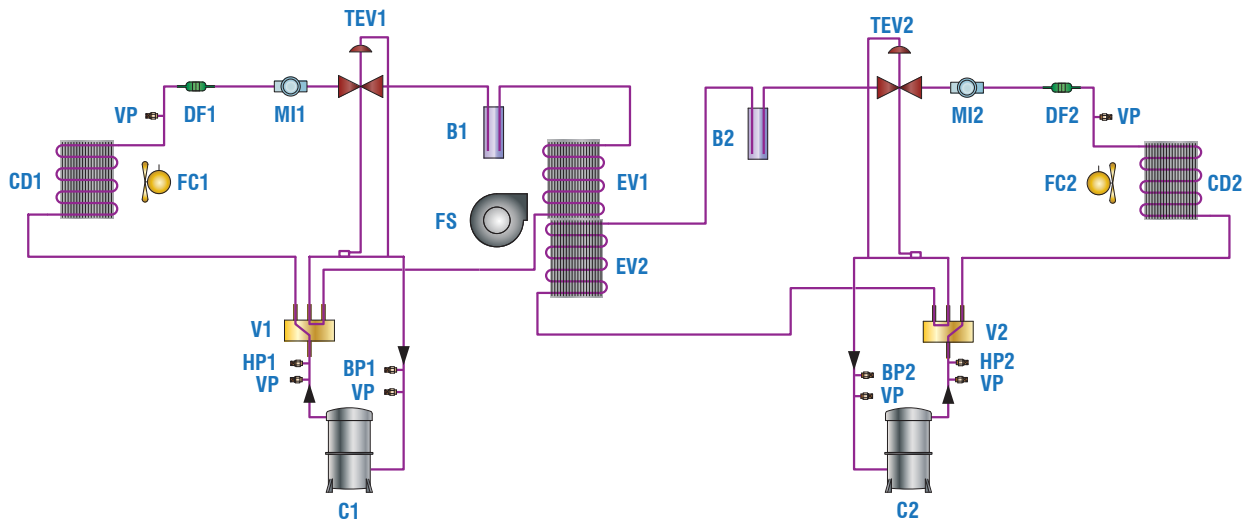 TEV1
TEV2
VP
DF1
MI1
B1
B2
MI2
DF2
VP
CD1
FC1
EV1
FC2
CD2
FS
EV2
V1
V2
HP1
BP1
HP2
BP2
VP
VP
VP
VP
C1
C2